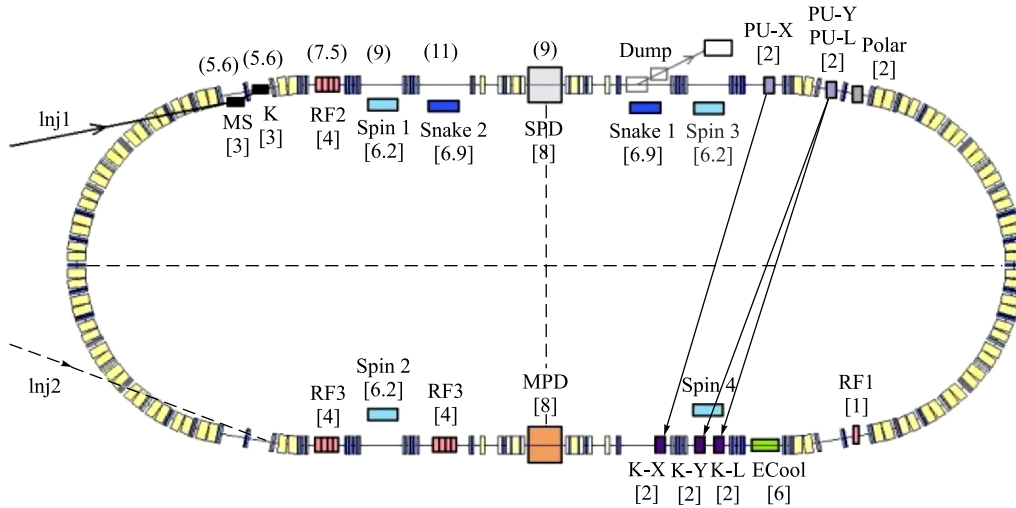 (5.6)
(5.6)
(7.5)
(9)
(11)
(9)
Dump
PU-X
[2]
PU-Y
PU-L
[2]
Polar
[2]
lnj1
MS
[3]
K
[3]
RF2
[4]
Spin 1
[6.2]
Snake 2
[6.9]
SPD
[8]
Snake 1
[6.9]
Spin 3
[6.2]
lnj2
RF3
[4]
Spin 2
[6.2]
RF3
[4]
MPD
[8]
Spin 4
RF1
[1]
K-X
[2]
K-Y
[2]
K-L
[2]
ECool
[6]